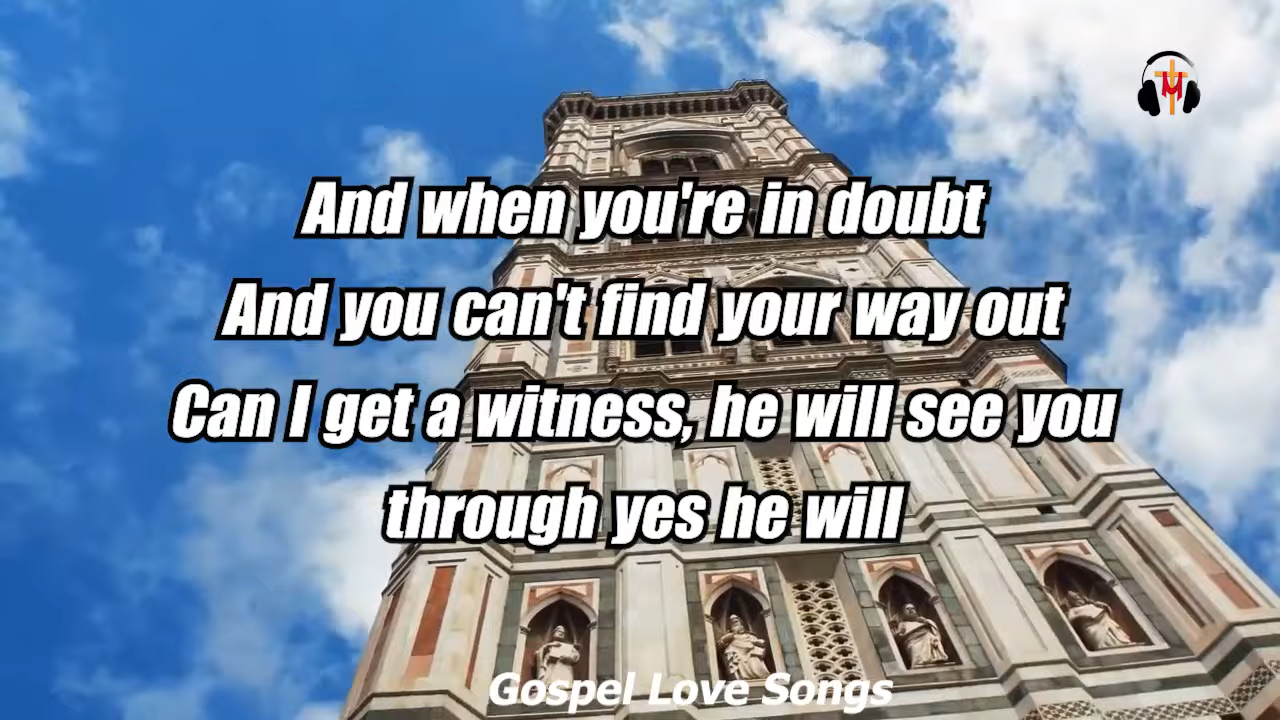 And when you're in doubt
And you can't find your way out
Can I get a witness, he will see you
through yes he will
Gospel Love Songs